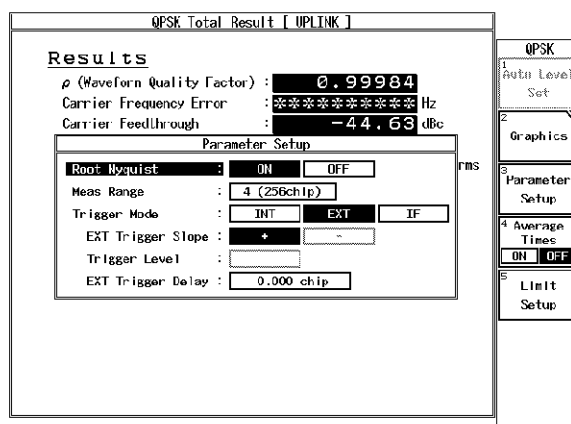 QPSK Total Result [ UPLINK ]
Results
ρ (Waveform Quality Factor) : 0.99984
Carrier Frequency Error : ********** Hz
Carrier Feedthrough : -44.63 dBc
Parameter Setup
rms
Root Nyquist : ON OFF
Meas Range : 4 (256chip)
Trigger Mode : INT EXT IF
EXT Trigger Slope : + -
Trigger Level :
EXT Trigger Delay : 0.000 chip
QPSK
1
Auto Level
Set
2
Graphics
3
Parameter
Setup
4 Average
Times
ON OFF
5
Limit
Setup